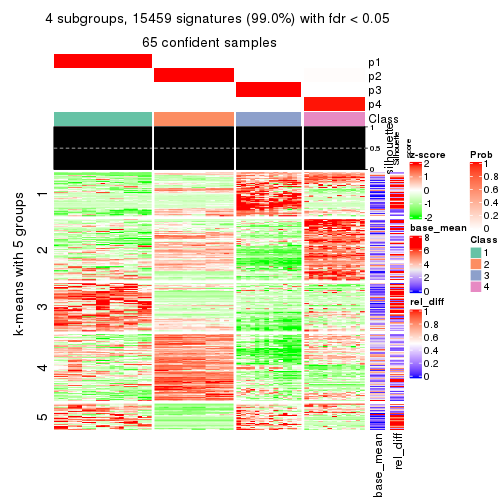 4 subgroups, 15459 signatures (99.0%) with fdr < 0.05
65 confident samples
p1
p2
p3
p4
Class
1
0.5
0
silhouette
Silhouette
score
k-means with 5 groups
1
2
3
4
5
base_mean
rel_diff
z-score
2
1
0
-1
-2
base_mean
8
6
4
2
0
rel_diff
1
0.8
0.6
0.4
0.2
0
Prob
1
0.8
0.6
0.4
0.2
0
Class
1
2
3
4